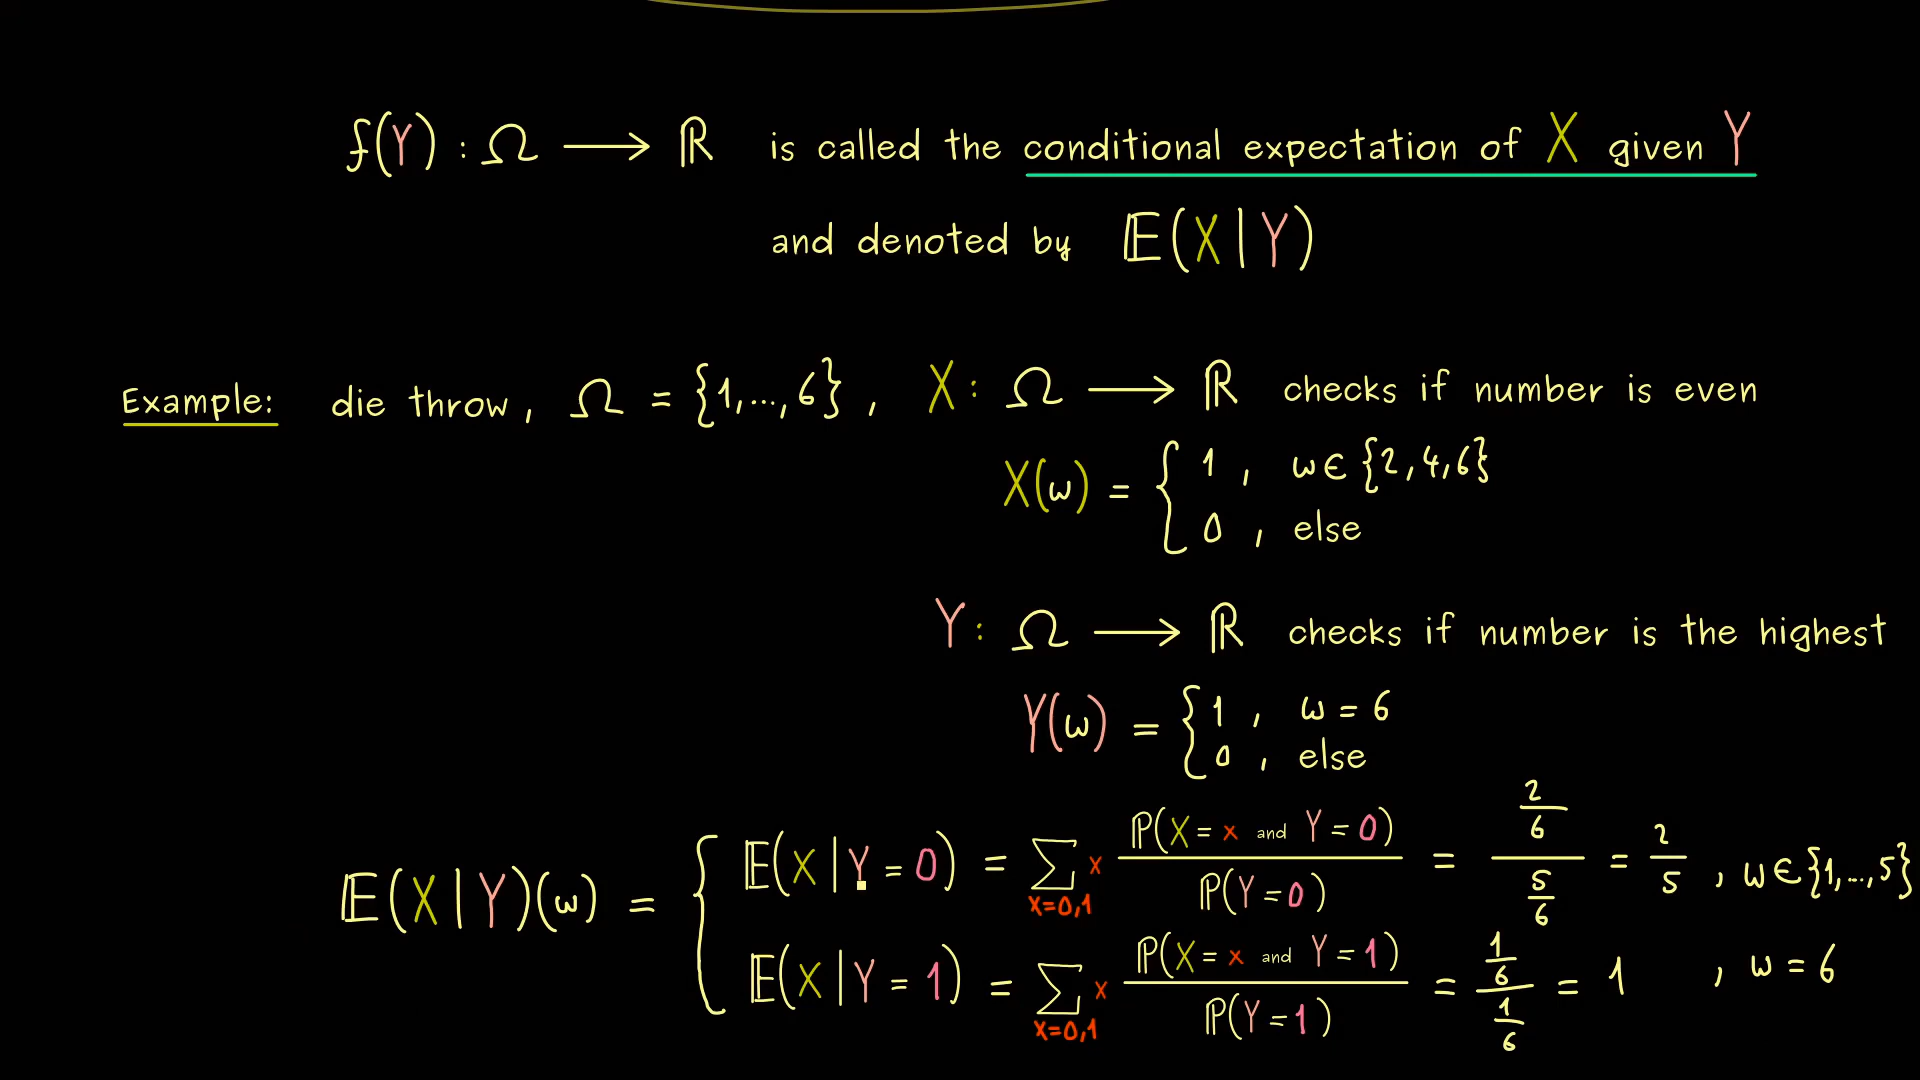 f(Y) : Ω ⟶ ℝ is called the conditional expectation of X given Y
and denoted by 𝔼(X|Y)
Example: die throw, Ω = {1,...,6}, X: Ω ⟶ ℝ checks if number is even
X(ω) = { 1, ω∈{2,4,6}
0, else
Y: Ω ⟶ ℝ checks if number is the highest
Y(ω) = { 1, ω = 6
0, else
𝔼(X|Y)(ω) = { 𝔼(X|Y=0) = ∑_{x=0,1} x ℙ(X=x and Y=0) / ℙ(Y=0) = (2/6) / (5/6) = 2/5, ω∈{1,...,5}
𝔼(X|Y=1) = ∑_{x=0,1} x ℙ(X=x and Y=1) / ℙ(Y=1) = (1/6) / (1/6) = 1, ω = 6